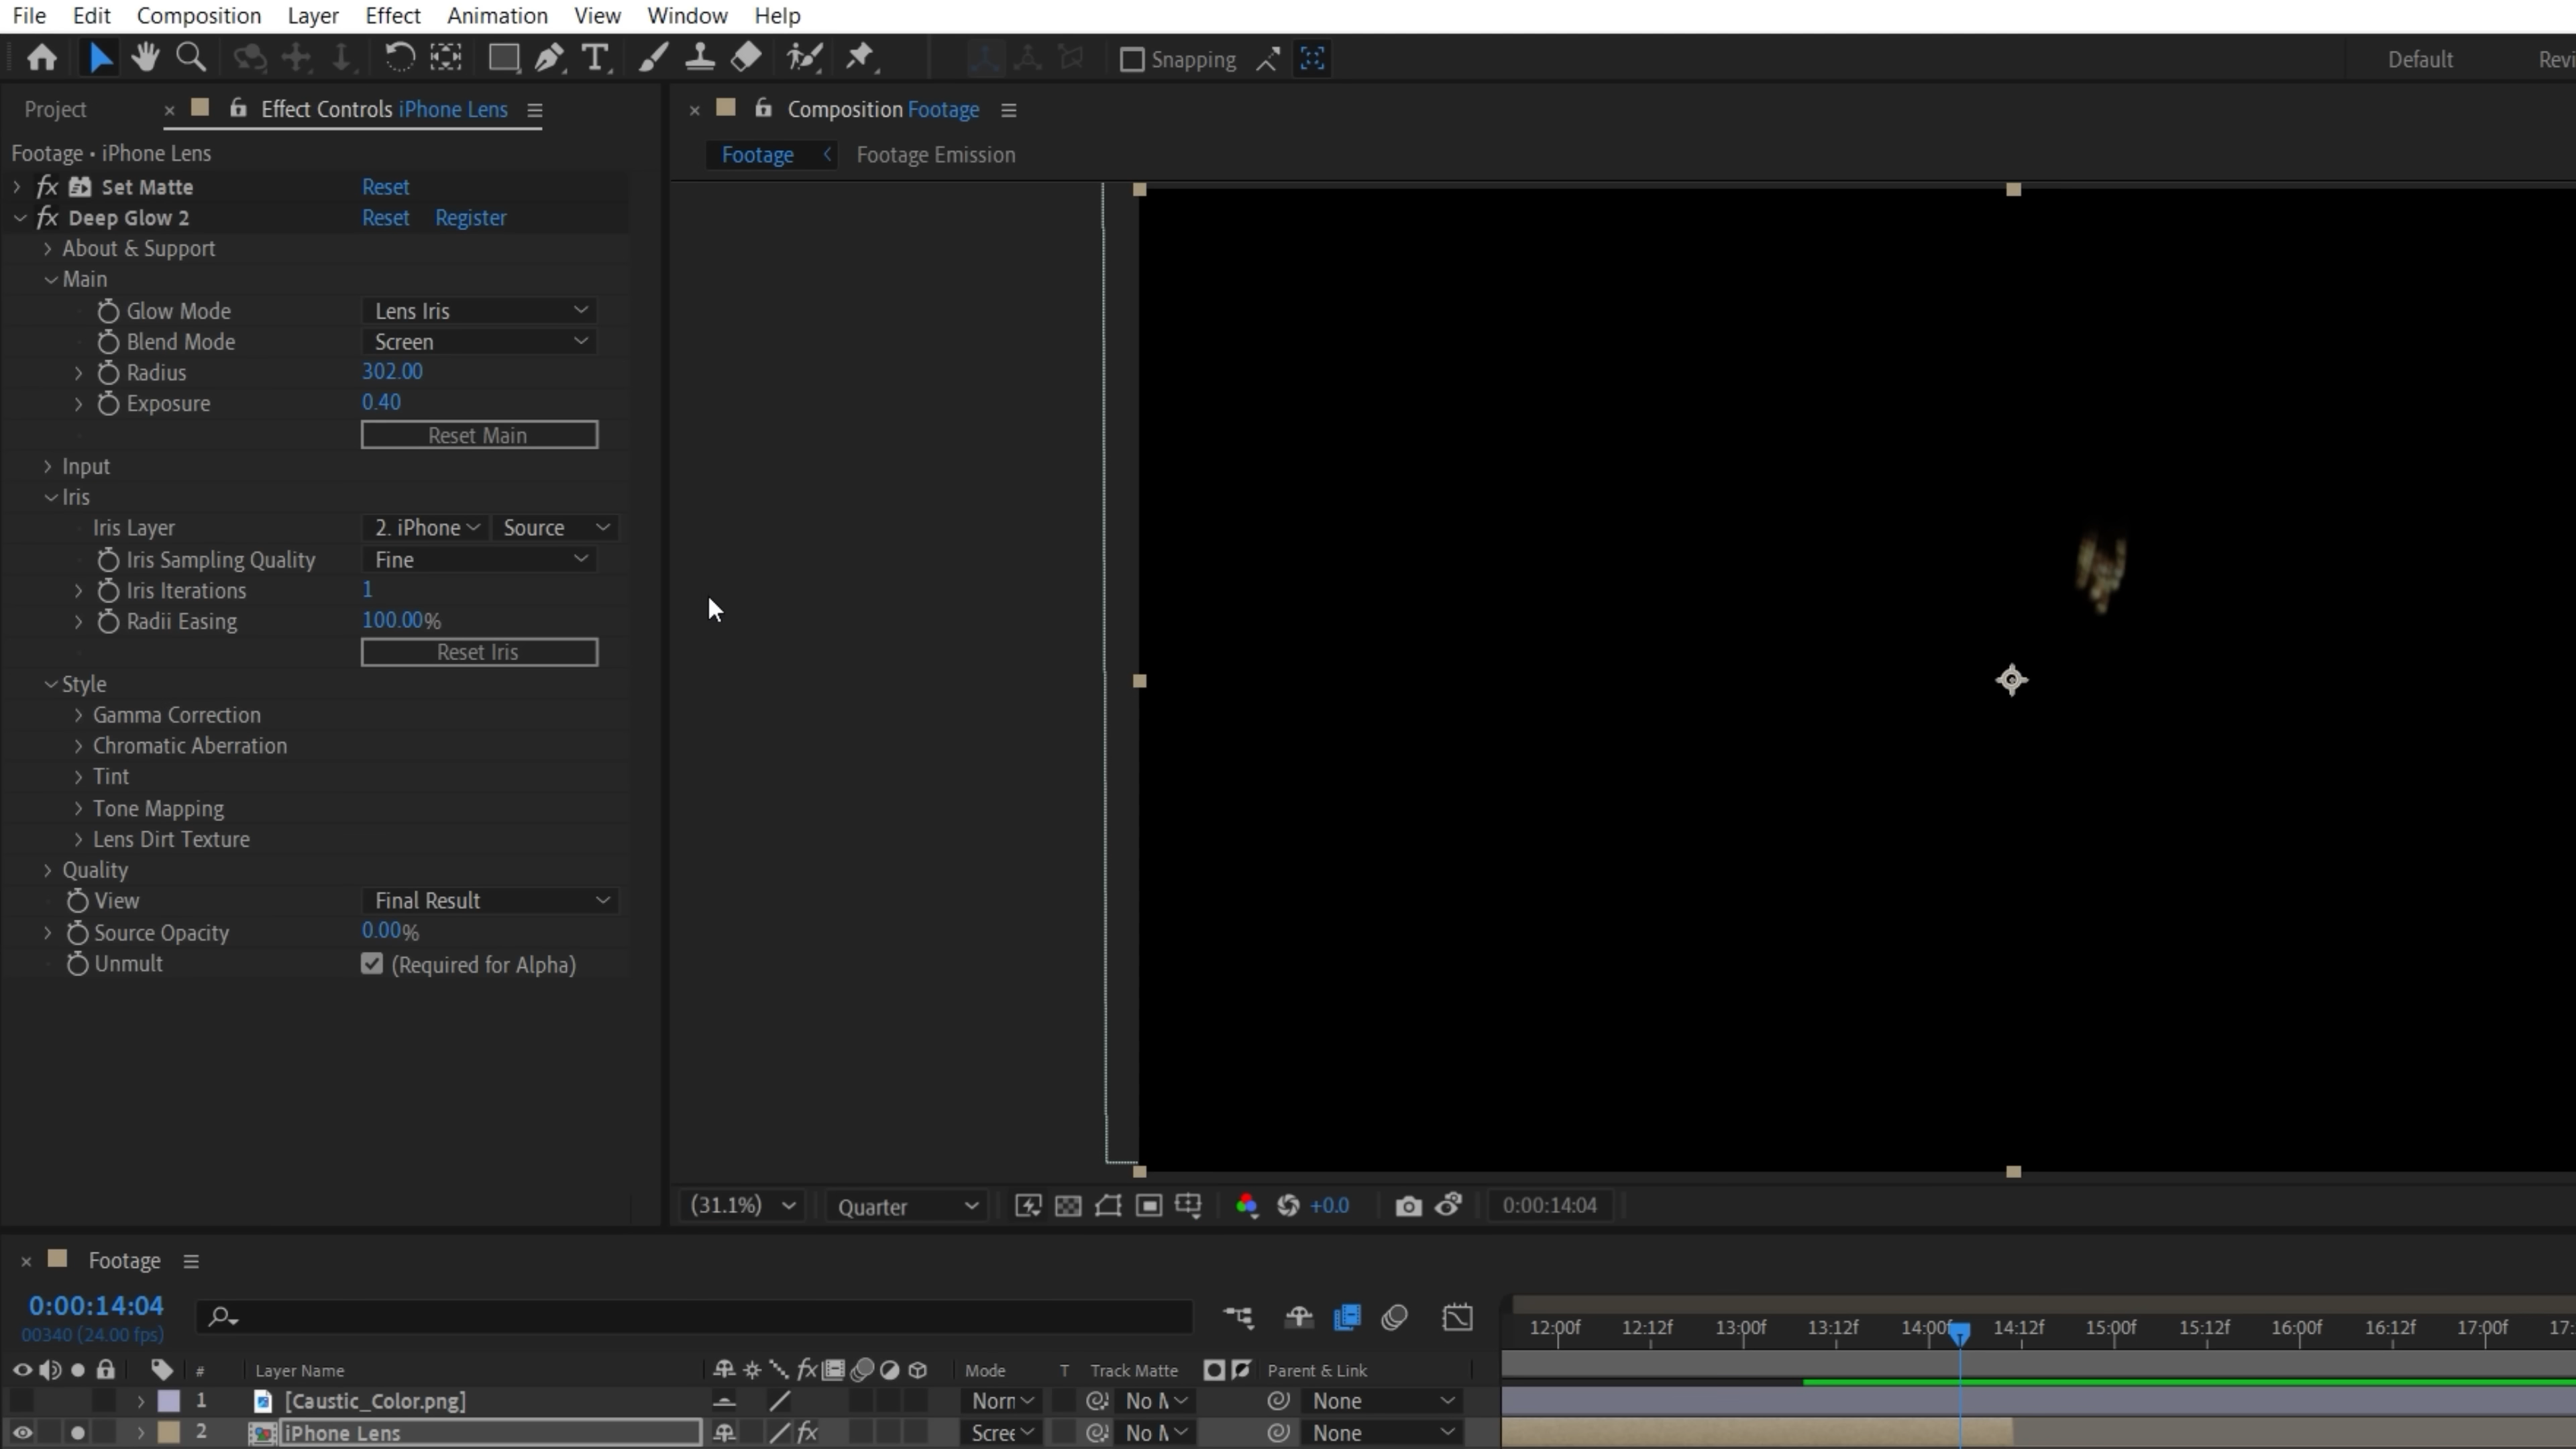 File Edit Composition Layer Effect Animation View Window Help
Snapping Default
Project Effect Controls iPhone Lens
Composition Footage
Footage Footage Emission
Footage • iPhone Lens
fx Set Matte Reset
fx Deep Glow 2 Reset Register
About & Support
Main
Glow Mode Lens Iris
Blend Mode Screen
Radius 302.00
Exposure 0.40
Reset Main
Input
Iris
Iris Layer 2. iPhone Source
Iris Sampling Quality Fine
Iris Iterations 1
Radii Easing 100.00%
Reset Iris
Style
Gamma Correction
Chromatic Aberration
Tint
Tone Mapping
Lens Dirt Texture
Quality
View Final Result
Source Opacity 0.00%
Unmult (Required for Alpha)
(31.1%) Quarter +0.0 0:00:14:04
Footage
0:00:14:04
00340 (24.00 fps)
12:00f 12:12f 13:00f 13:12f 14:00f 14:12f 15:00f 15:12f 16:00f 16:12f 17:00f 17:
# Layer Name fx Mode T Track Matte Parent & Link
1 [Caustic_Color.png] Norn No M None
2 iPhone Lens fx Scree No M None